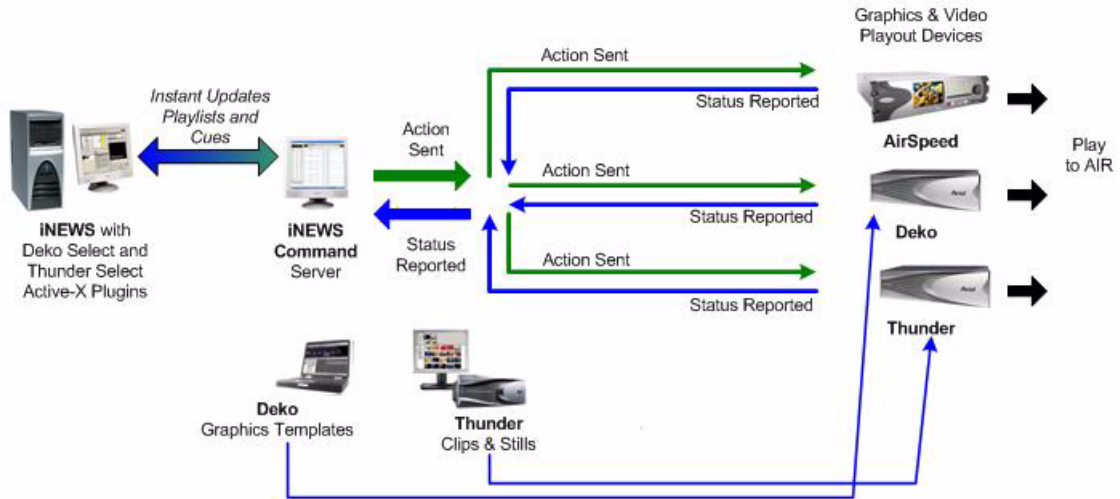 Graphics & Video
Playout Devices
Action Sent
Status Reported
Instant Updates
Playlists and
Cues
Action
Sent
AirSpeed
Play
to AIR
Action Sent
Status Reported
iNEWS with
Deko Select and
Thunder Select
Active-X Plugins
iNEWS
Command
Server
Status
Reported
Avid
Deko
Action Sent
Status Reported
Avid
Thunder
Deko
Graphics Templates
Thunder
Clips & Stills